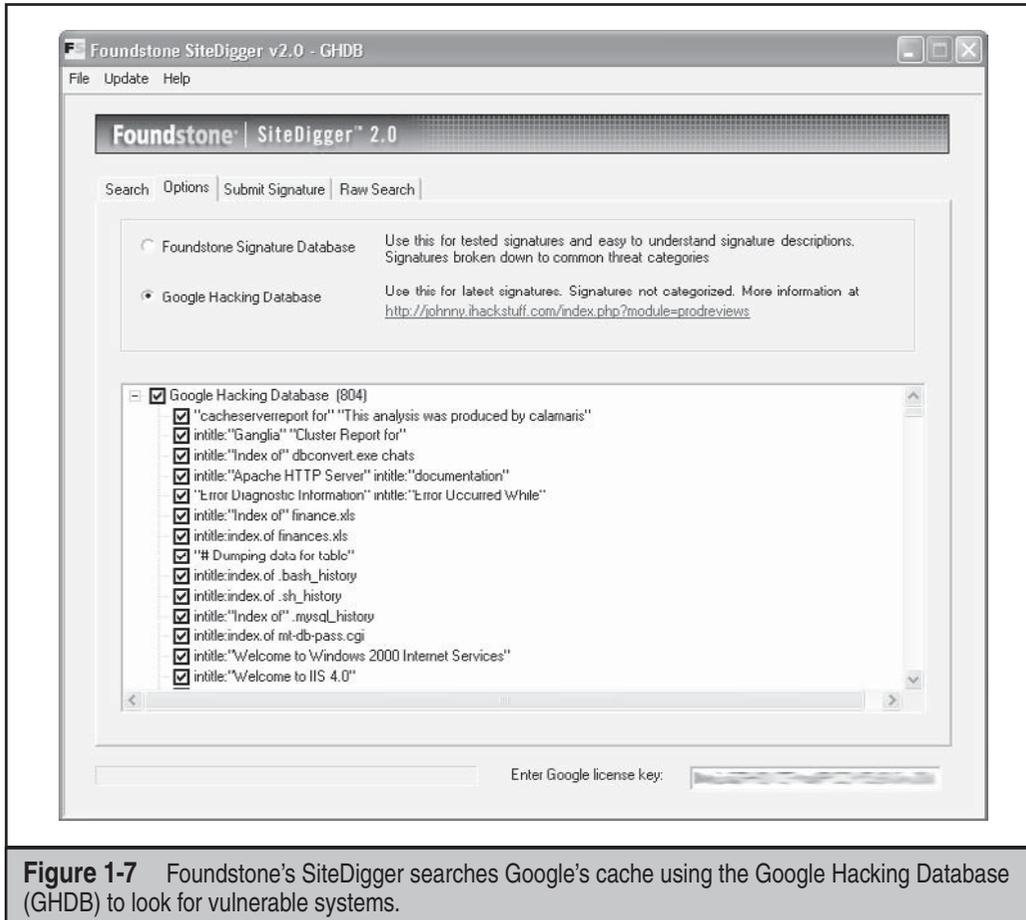 FS Foundstone SiteDigger v2.0 - GHDB
File Update Help
Foundstone | SiteDigger™ 2.0
Search Options Submit Signature Raw Search
Foundstone Signature Database
Use this for tested signatures and easy to understand signature descriptions.
Signatures broken down to common threat categories
Google Hacking Database
Use this for latest signatures. Signatures not categorized. More information at
http://johnny.ihackstuff.com/index.php?module=prodreviews
Google Hacking Database (804)
"cacheserverreport for" "This analysis was produced by calamaris"
intitle:"Ganglia" "Cluster Report for"
intitle:"Index of" dbconvert.exe chats
intitle:"Apache HTTP Server" intitle:"documentation"
"Error Diagnostic Information" intitle:"Error Occurred While"
intitle:"Index of" finance.xls
intitle:index.of finances.xls
"# Dumping data for table"
intitle:index.of .bash_history
intitle:index.of .sh_history
intitle:"Index of" .mysql_history
intitle:index.of mt-db-pass.cgi
intitle:"Welcome to Windows 2000 Internet Services"
intitle:"Welcome to IIS 4.0"
Enter Google license key:
Figure 1-7 Foundstone's SiteDigger searches Google's cache using the Google Hacking Database
(GHDB) to look for vulnerable systems.